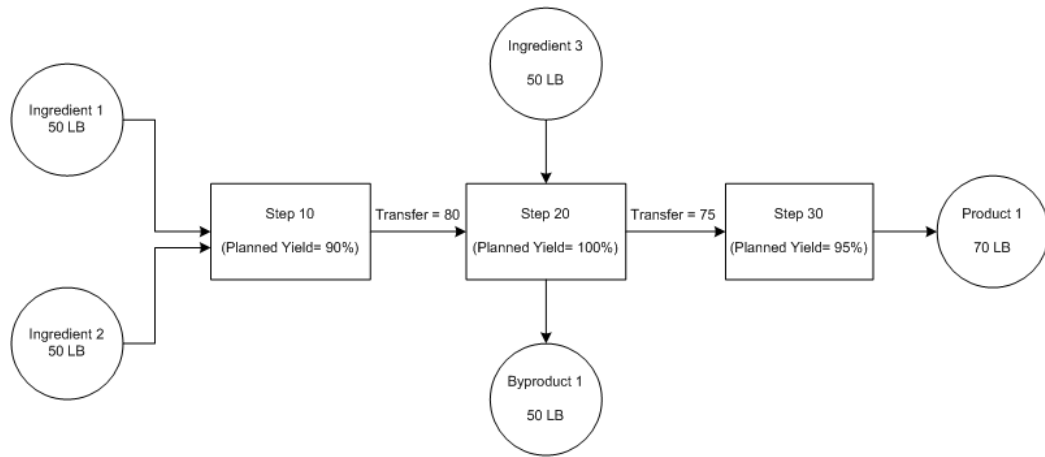 Ingredient 3
50 LB
Ingredient 1
50 LB
Step 10
(Planned Yield= 90%)
Transfer = 80
Step 20
(Planned Yield= 100%)
Transfer = 75
Step 30
(Planned Yield= 95%)
Product 1
70 LB
Ingredient 2
50 LB
Byproduct 1
50 LB